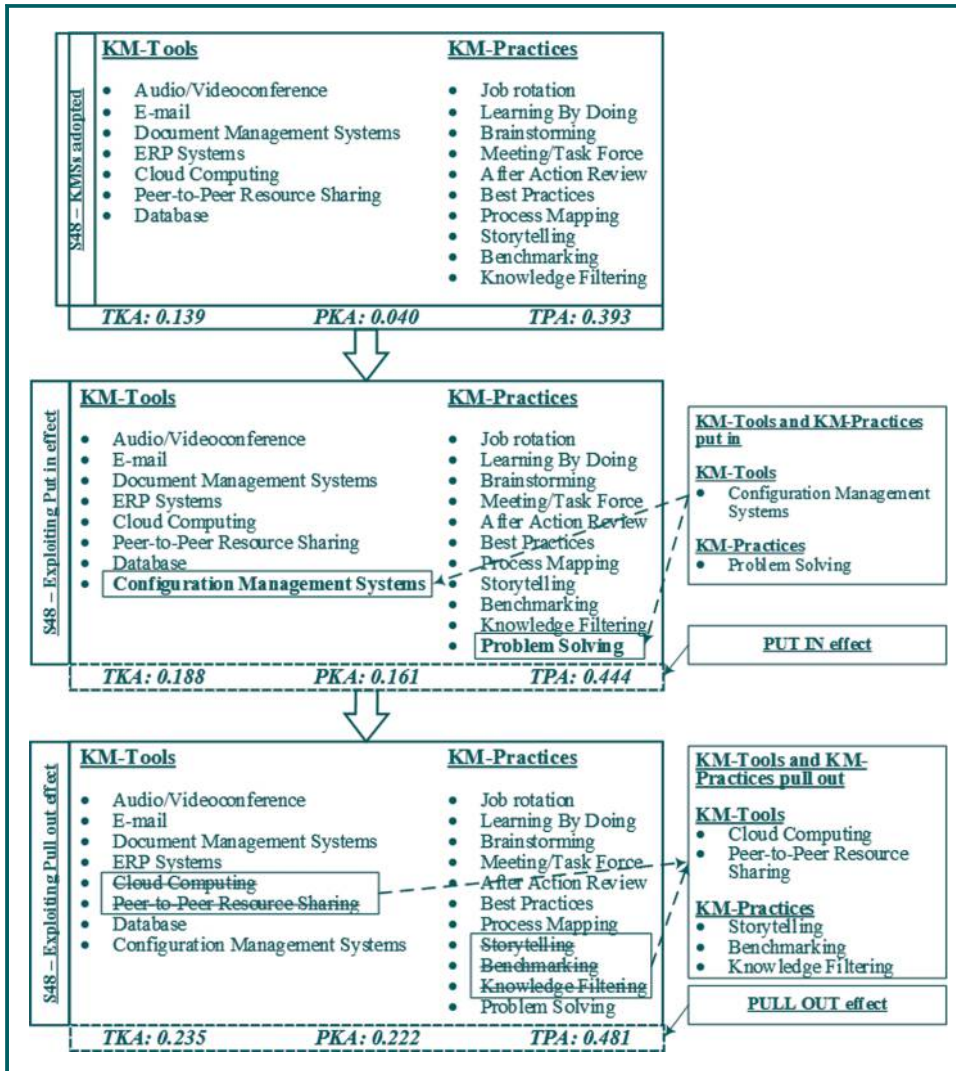 S48 – KMSs adopted
KM-Tools
• Audio/Videoconference
• E-mail
• Document Management Systems
• ERP Systems
• Cloud Computing
• Peer-to-Peer Resource Sharing
• Database
KM-Practices
• Job rotation
• Learning By Doing
• Brainstorming
• Meeting/Task Force
• After Action Review
• Best Practices
• Process Mapping
• Storytelling
• Benchmarking
• Knowledge Filtering
TKA: 0.139 PKA: 0.040 TPA: 0.393
S48 – Exploiting Put in effect
KM-Tools
• Audio/Videoconference
• E-mail
• Document Management Systems
• ERP Systems
• Cloud Computing
• Peer-to-Peer Resource Sharing
• Database
• Configuration Management Systems
KM-Practices
• Job rotation
• Learning By Doing
• Brainstorming
• Meeting/Task Force
• After Action Review
• Best Practices
• Process Mapping
• Storytelling
• Benchmarking
• Knowledge Filtering
• Problem Solving
KM-Tools and KM-Practices
put in
KM-Tools
• Configuration Management
Systems
KM-Practices
• Problem Solving
PUT IN effect
TKA: 0.188 PKA: 0.161 TPA: 0.444
S48 – Exploiting Pull out effect
KM-Tools
• Audio/Videoconference
• E-mail
• Document Management Systems
• ERP Systems
• Cloud Computing
• Peer-to-Peer Resource Sharing
• Database
• Configuration Management Systems
KM-Practices
• Job rotation
• Learning By Doing
• Brainstorming
• Meeting/Task Force
• After Action Review
• Best Practices
• Process Mapping
• Storytelling
• Benchmarking
• Knowledge Filtering
• Problem Solving
KM-Tools and KM-
Practices pull out
KM-Tools
• Cloud Computing
• Peer-to-Peer Resource
Sharing
KM-Practices
• Storytelling
• Benchmarking
• Knowledge Filtering
PULL OUT effect
TKA: 0.235 PKA: 0.222 TPA: 0.481